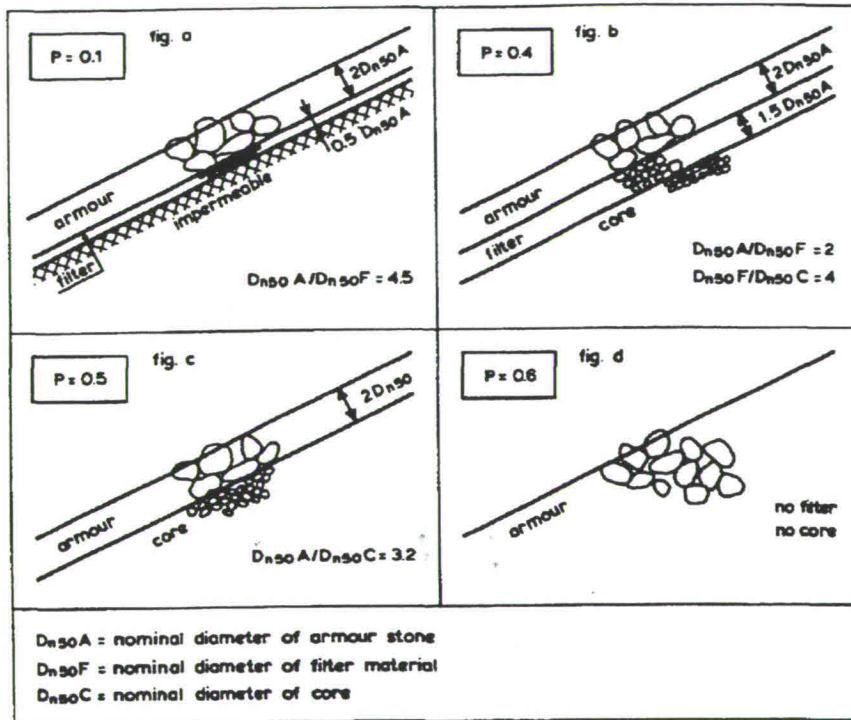 P = 0.1
fig. a
2Dn50A
0.5 Dn50A
armour
impermeable
filter
Dn50A/Dn50F = 4.5
P = 0.4
fig. b
2Dn50A
1.5 Dn50A
armour
filter
core
Dn50A/Dn50F = 2
Dn50F/Dn50C = 4
P = 0.5
fig. c
2Dn50
armour
core
Dn50A/Dn50C = 3.2
P = 0.6
fig. d
armour
no filter
no core
Dn50A = nominal diameter of armour stone
Dn50F = nominal diameter of filter material
Dn50C = nominal diameter of core